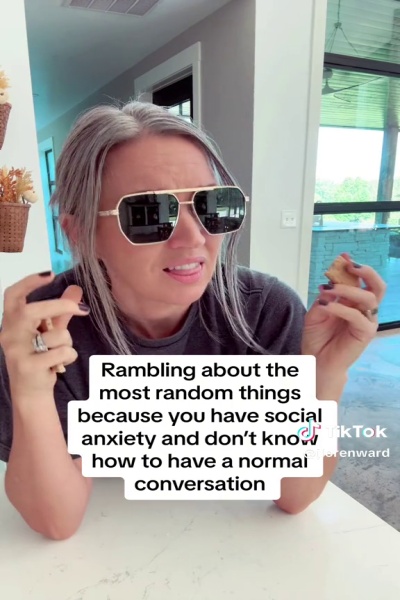 Rambling about the
most random things
because you have social
anxiety and don't know
how to have a normal
conversation
TikTok